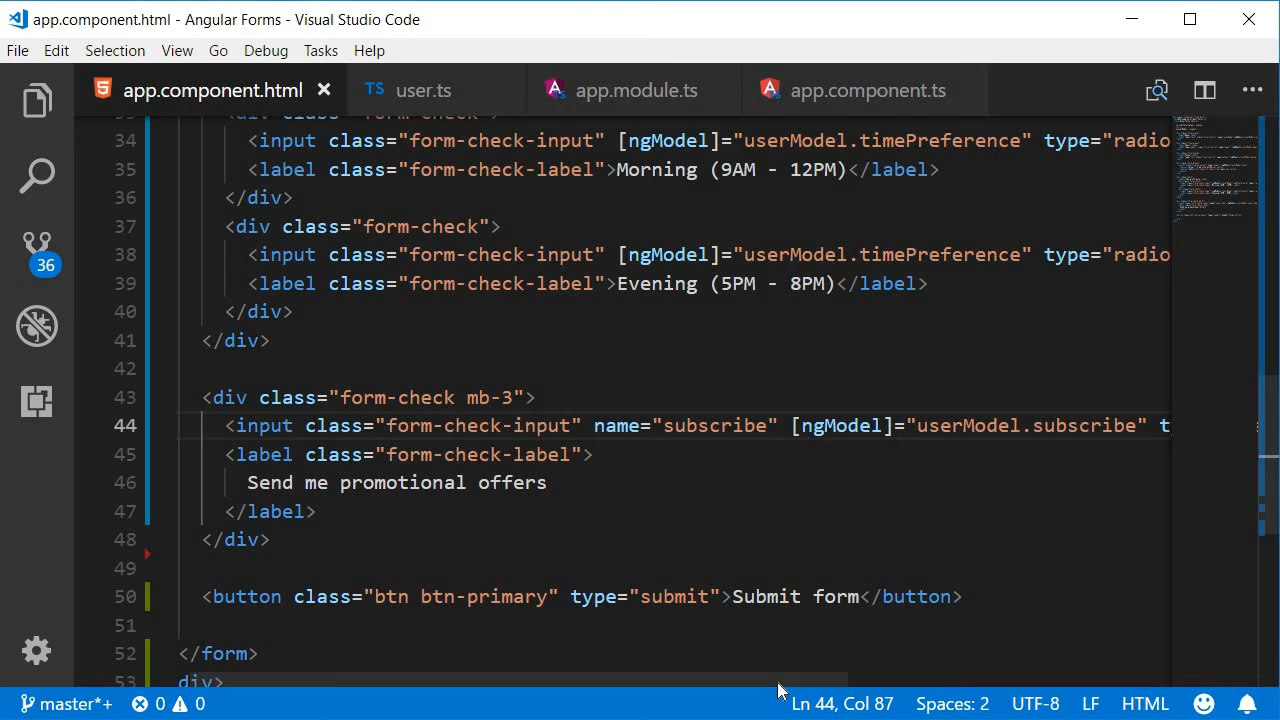 app.component.html - Angular Forms - Visual Studio Code
File Edit Selection View Go Debug Tasks Help
app.component.html TS user.ts app.module.ts app.component.ts
34 <input class="form-check-input" [ngModel]="userModel.timePreference" type="radio
35 <label class="form-check-label">Morning (9AM - 12PM)</label>
36 </div>
37 <div class="form-check">
38 <input class="form-check-input" [ngModel]="userModel.timePreference" type="radio
39 <label class="form-check-label">Evening (5PM - 8PM)</label>
40 </div>
41 </div>
42
43 <div class="form-check mb-3">
44 <input class="form-check-input" name="subscribe" [ngModel]="userModel.subscribe" t
45 <label class="form-check-label">
46 Send me promotional offers
47 </label>
48 </div>
49
50 <button class="btn btn-primary" type="submit">Submit form</button>
51
52 </form>
53 div>
36
master*+ 0 0 Ln 44, Col 87 Spaces: 2 UTF-8 LF HTML